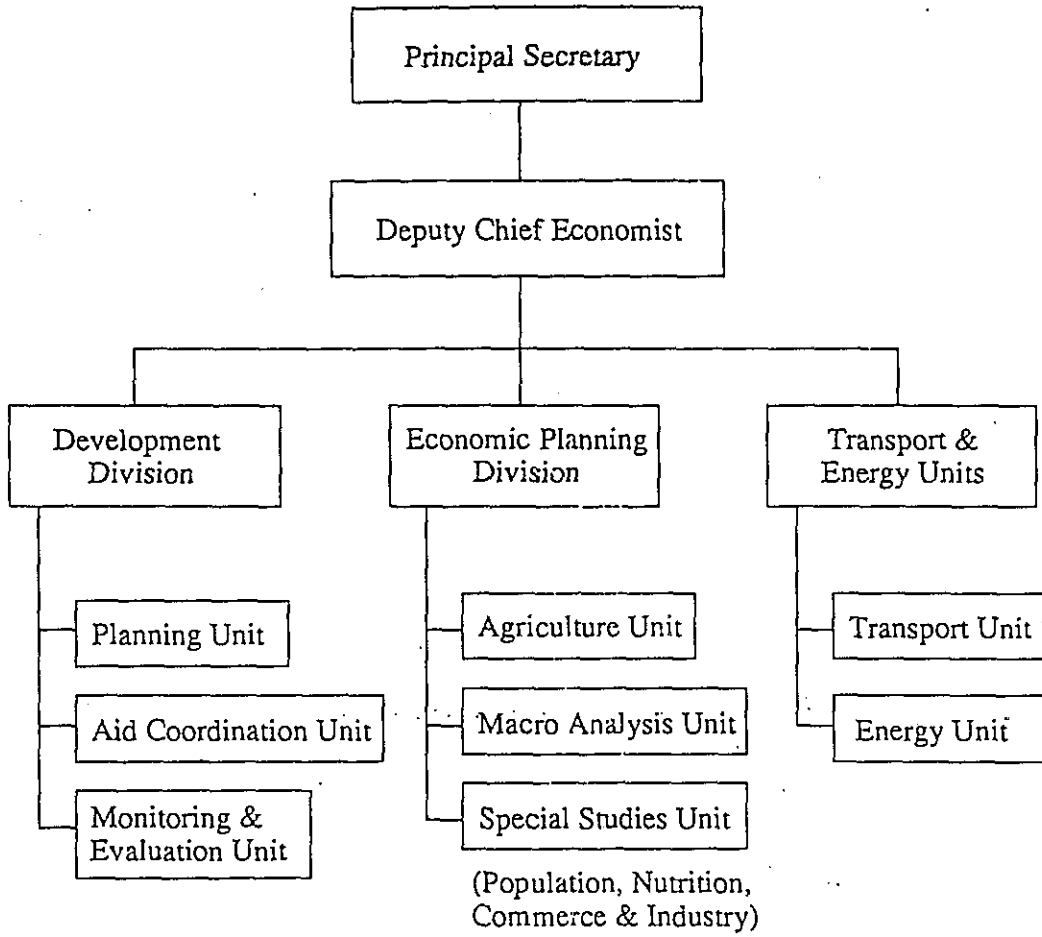 Principal Secretary
Deputy Chief Economist
Development
Division
Economic Planning
Division
Transport &
Energy Units
Planning Unit
Aid Coordination Unit
Monitoring &
Evaluation Unit
Agriculture Unit
Macro Analysis Unit
Special Studies Unit
(Population, Nutrition,
Commerce & Industry)
Transport Unit
Energy Unit